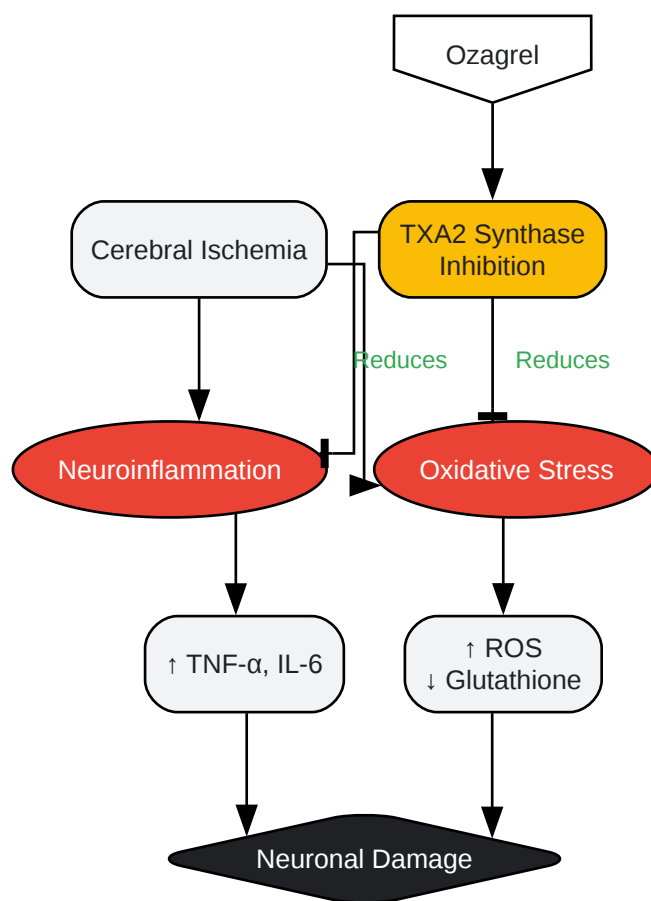 Ozagrel
Cerebral Ischemia
TXA2 Synthase
Inhibition
Reduces
Reduces
Neuroinflammation
Oxidative Stress
↑ TNF-α, IL-6
↑ ROS
↓ Glutathione
Neuronal Damage